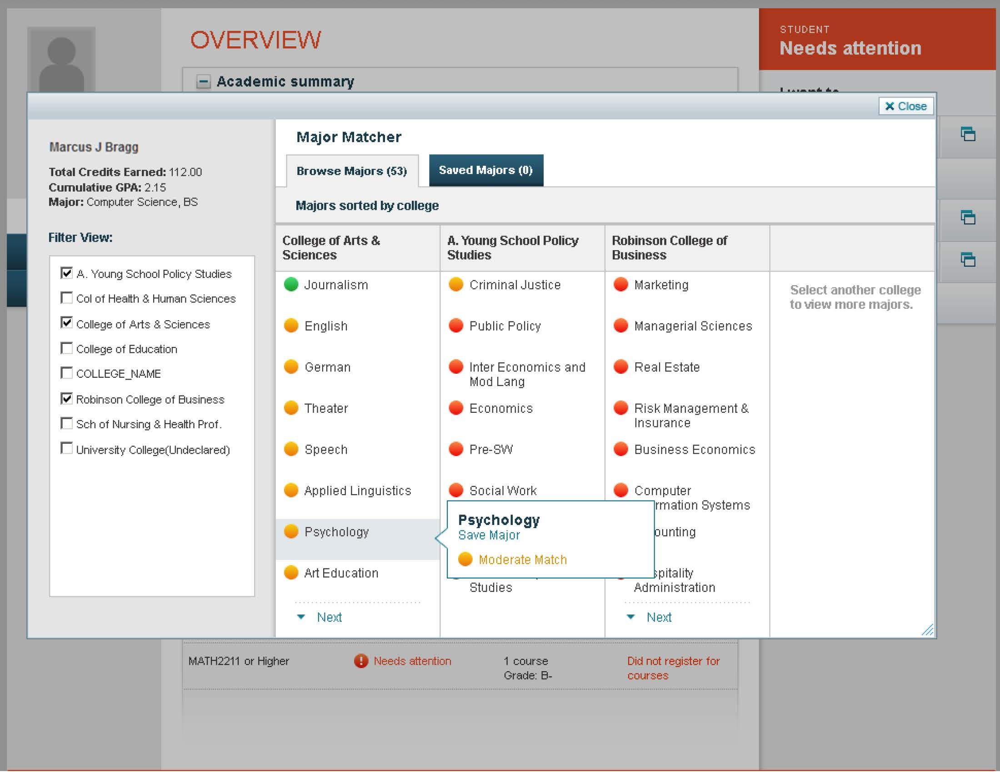 OVERVIEW
STUDENT
Needs attention
Academic summary
Close
Marcus J Bragg
Total Credits Earned: 112.00
Cumulative GPA: 2.15
Major: Computer Science, BS
Filter View:
A. Young School Policy Studies
Col of Health & Human Sciences
College of Arts & Sciences
College of Education
COLLEGE_NAME
Robinson College of Business
Sch of Nursing & Health Prof.
University College(Undeclared)
Major Matcher
Browse Majors (53)
Saved Majors (0)
Majors sorted by college
College of Arts &
Sciences
Journalism
English
German
Theater
Speech
Applied Linguistics
Psychology
Art Education
Next
A. Young School Policy
Studies
Criminal Justice
Public Policy
Inter Economics and
Mod Lang
Economics
Pre-SW
Social Work
Studies
Psychology
Save Major
Moderate Match
Robinson College of
Business
Marketing
Managerial Sciences
Real Estate
Risk Management &
Insurance
Business Economics
Computer
rmation Systems
ounting
spitality
Administration
Next
Select another college
to view more majors.
MATH2211 or Higher
Needs attention
1 course
Grade: B-
Did not register for
courses